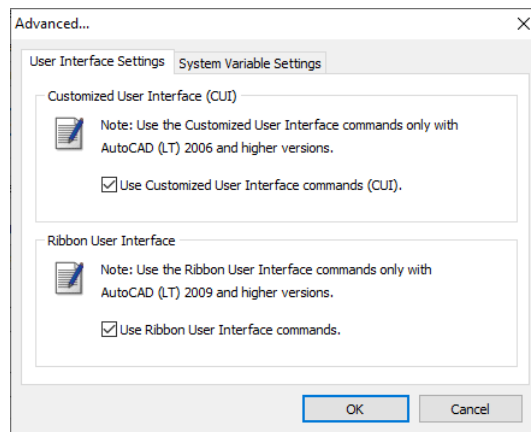 Advanced...
User Interface Settings
System Variable Settings
Customized User Interface (CUI)
Note: Use the Customized User Interface commands only with
AutoCAD (LT) 2006 and higher versions.
Use Customized User Interface commands (CUI).
Ribbon User Interface
Note: Use the Ribbon User Interface commands only with
AutoCAD (LT) 2009 and higher versions.
Use Ribbon User Interface commands.
OK
Cancel